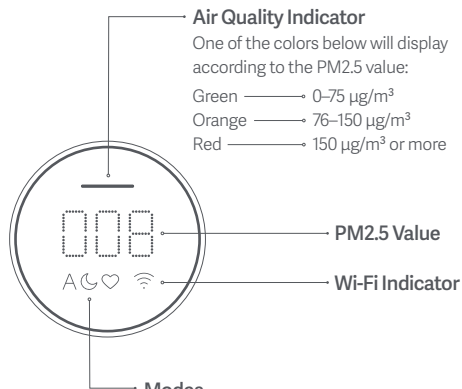 Air Quality Indicator
One of the colors below will display
according to the PM2.5 value:
Green 0–75 µg/m³
Orange 76–150 µg/m³
Red 150 µg/m³ or more
008
PM2.5 Value
A
Wi-Fi Indicator
Modes